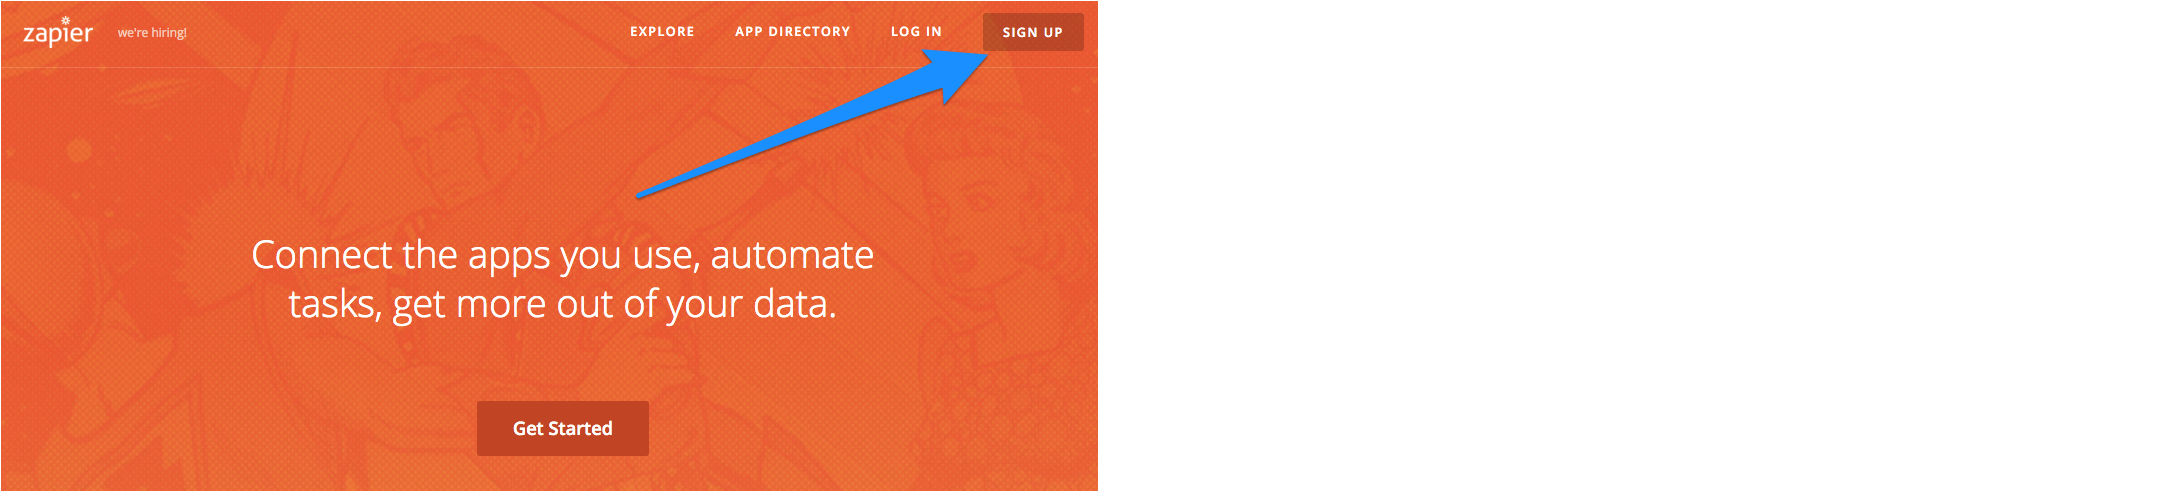 zapier we're hiring! EXPLORE APP DIRECTORY LOG IN SIGN UP
Connect the apps you use, automate
tasks, get more out of your data.
Get Started